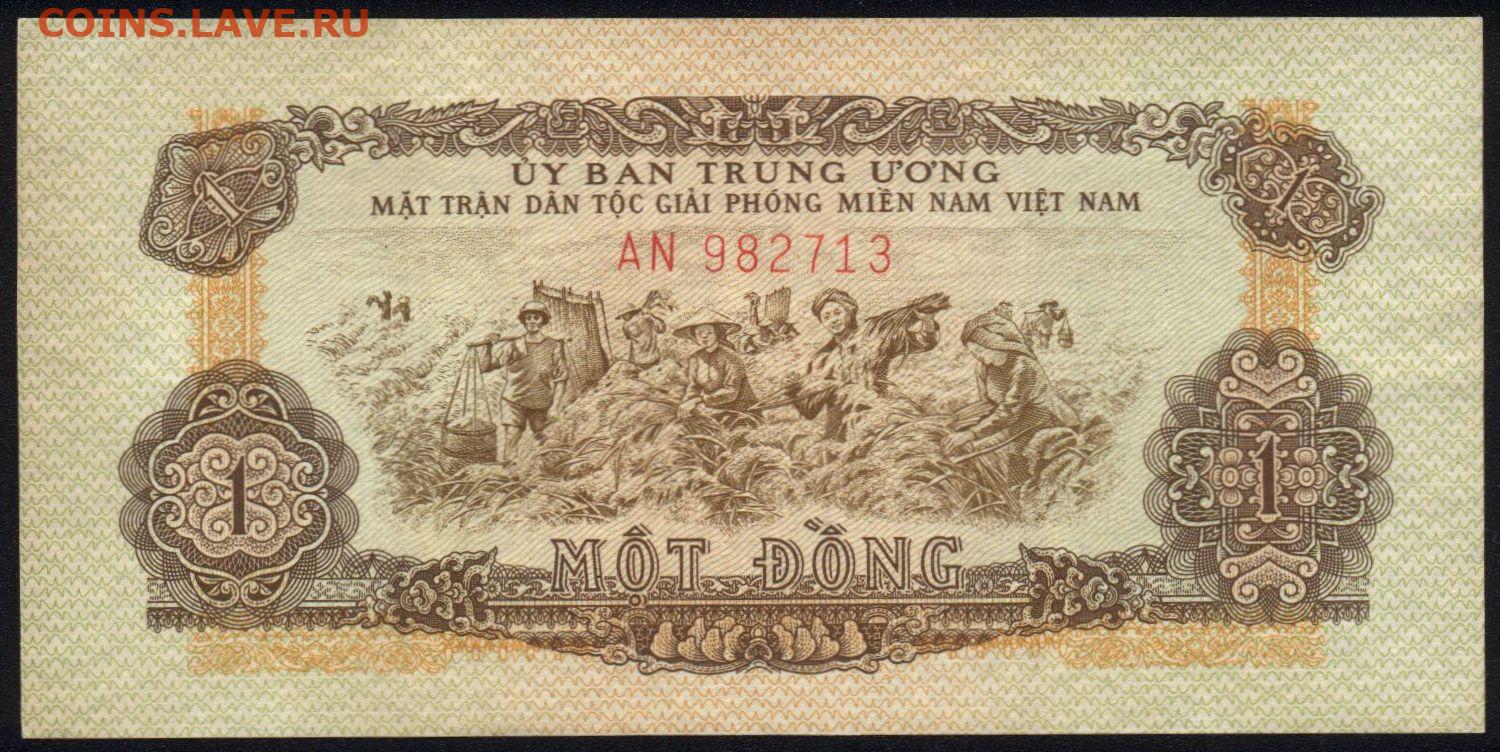 COINS.LAVE.RU
1 1
ỦY BAN TRUNG ƯƠNG
MẶT TRẬN DÂN TỘC GIẢI PHÓNG MIỀN NAM VIỆT NAM
AN 982713
1 1
MỘT ĐỒNG